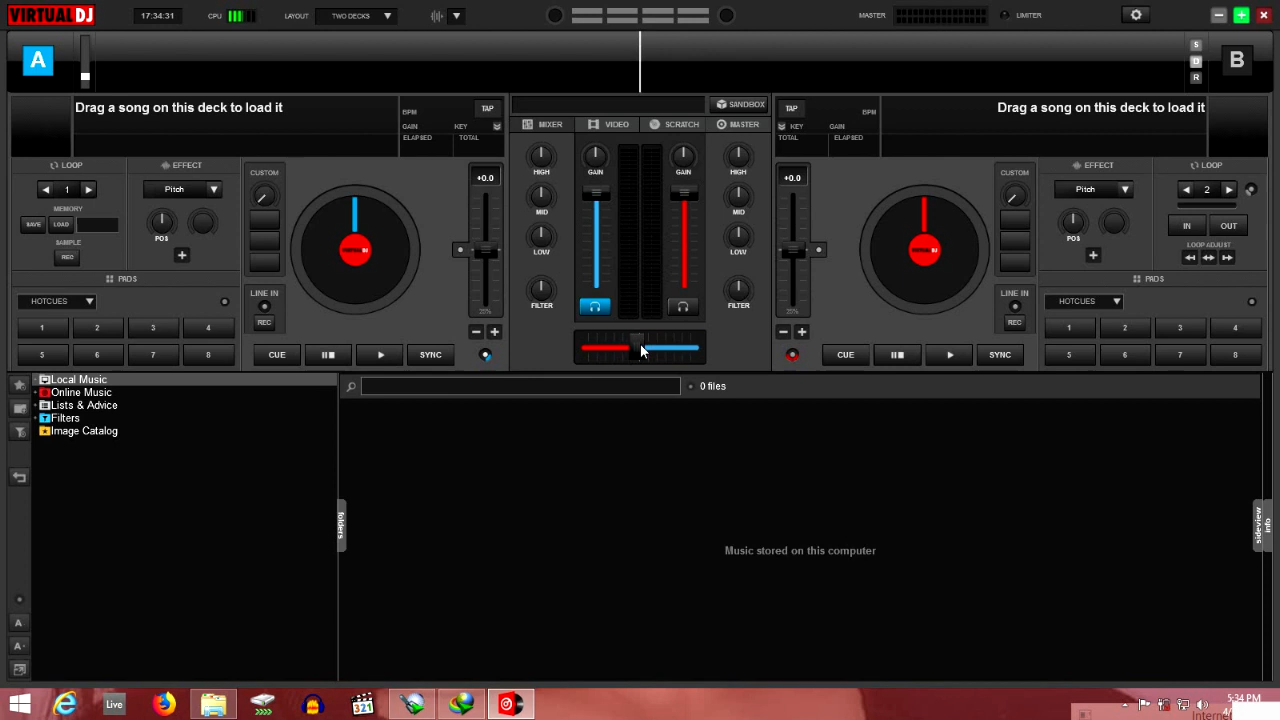 VIRTUAL DJ 17:34:31 CPU LAYOUT TWO DECKS MASTER LIMITER
A S B
D
R
Drag a song on this deck to load it BPM TAP SANDBOX TAP BPM Drag a song on this deck to load it
GAIN KEY MIXER VIDEO SCRATCH MASTER KEY GAIN
ELAPSED TOTAL TOTAL ELAPSED
LOOP EFFECT CUSTOM +0.0 HIGH GAIN GAIN HIGH +0.0 CUSTOM EFFECT LOOP
1 Pitch MID MID Pitch 2
MEMORY
SAVE LOAD POS LOW LOW POS IN OUT
SAMPLE LOOP ADJUST
REC
PADS LINE IN FILTER FILTER LINE IN PADS
HOTCUES REC 20% 20% REC HOTCUES
1 2 3 4 1 2 3 4
5 6 7 8 CUE SYNC CUE SYNC 5 6 7 8
Local Music 0 files
Online Music
Lists & Advice
Filters
Image Catalog
folders
sideview
info
Music stored on this computer
A
A
Live 321 5:34 PM
Internet